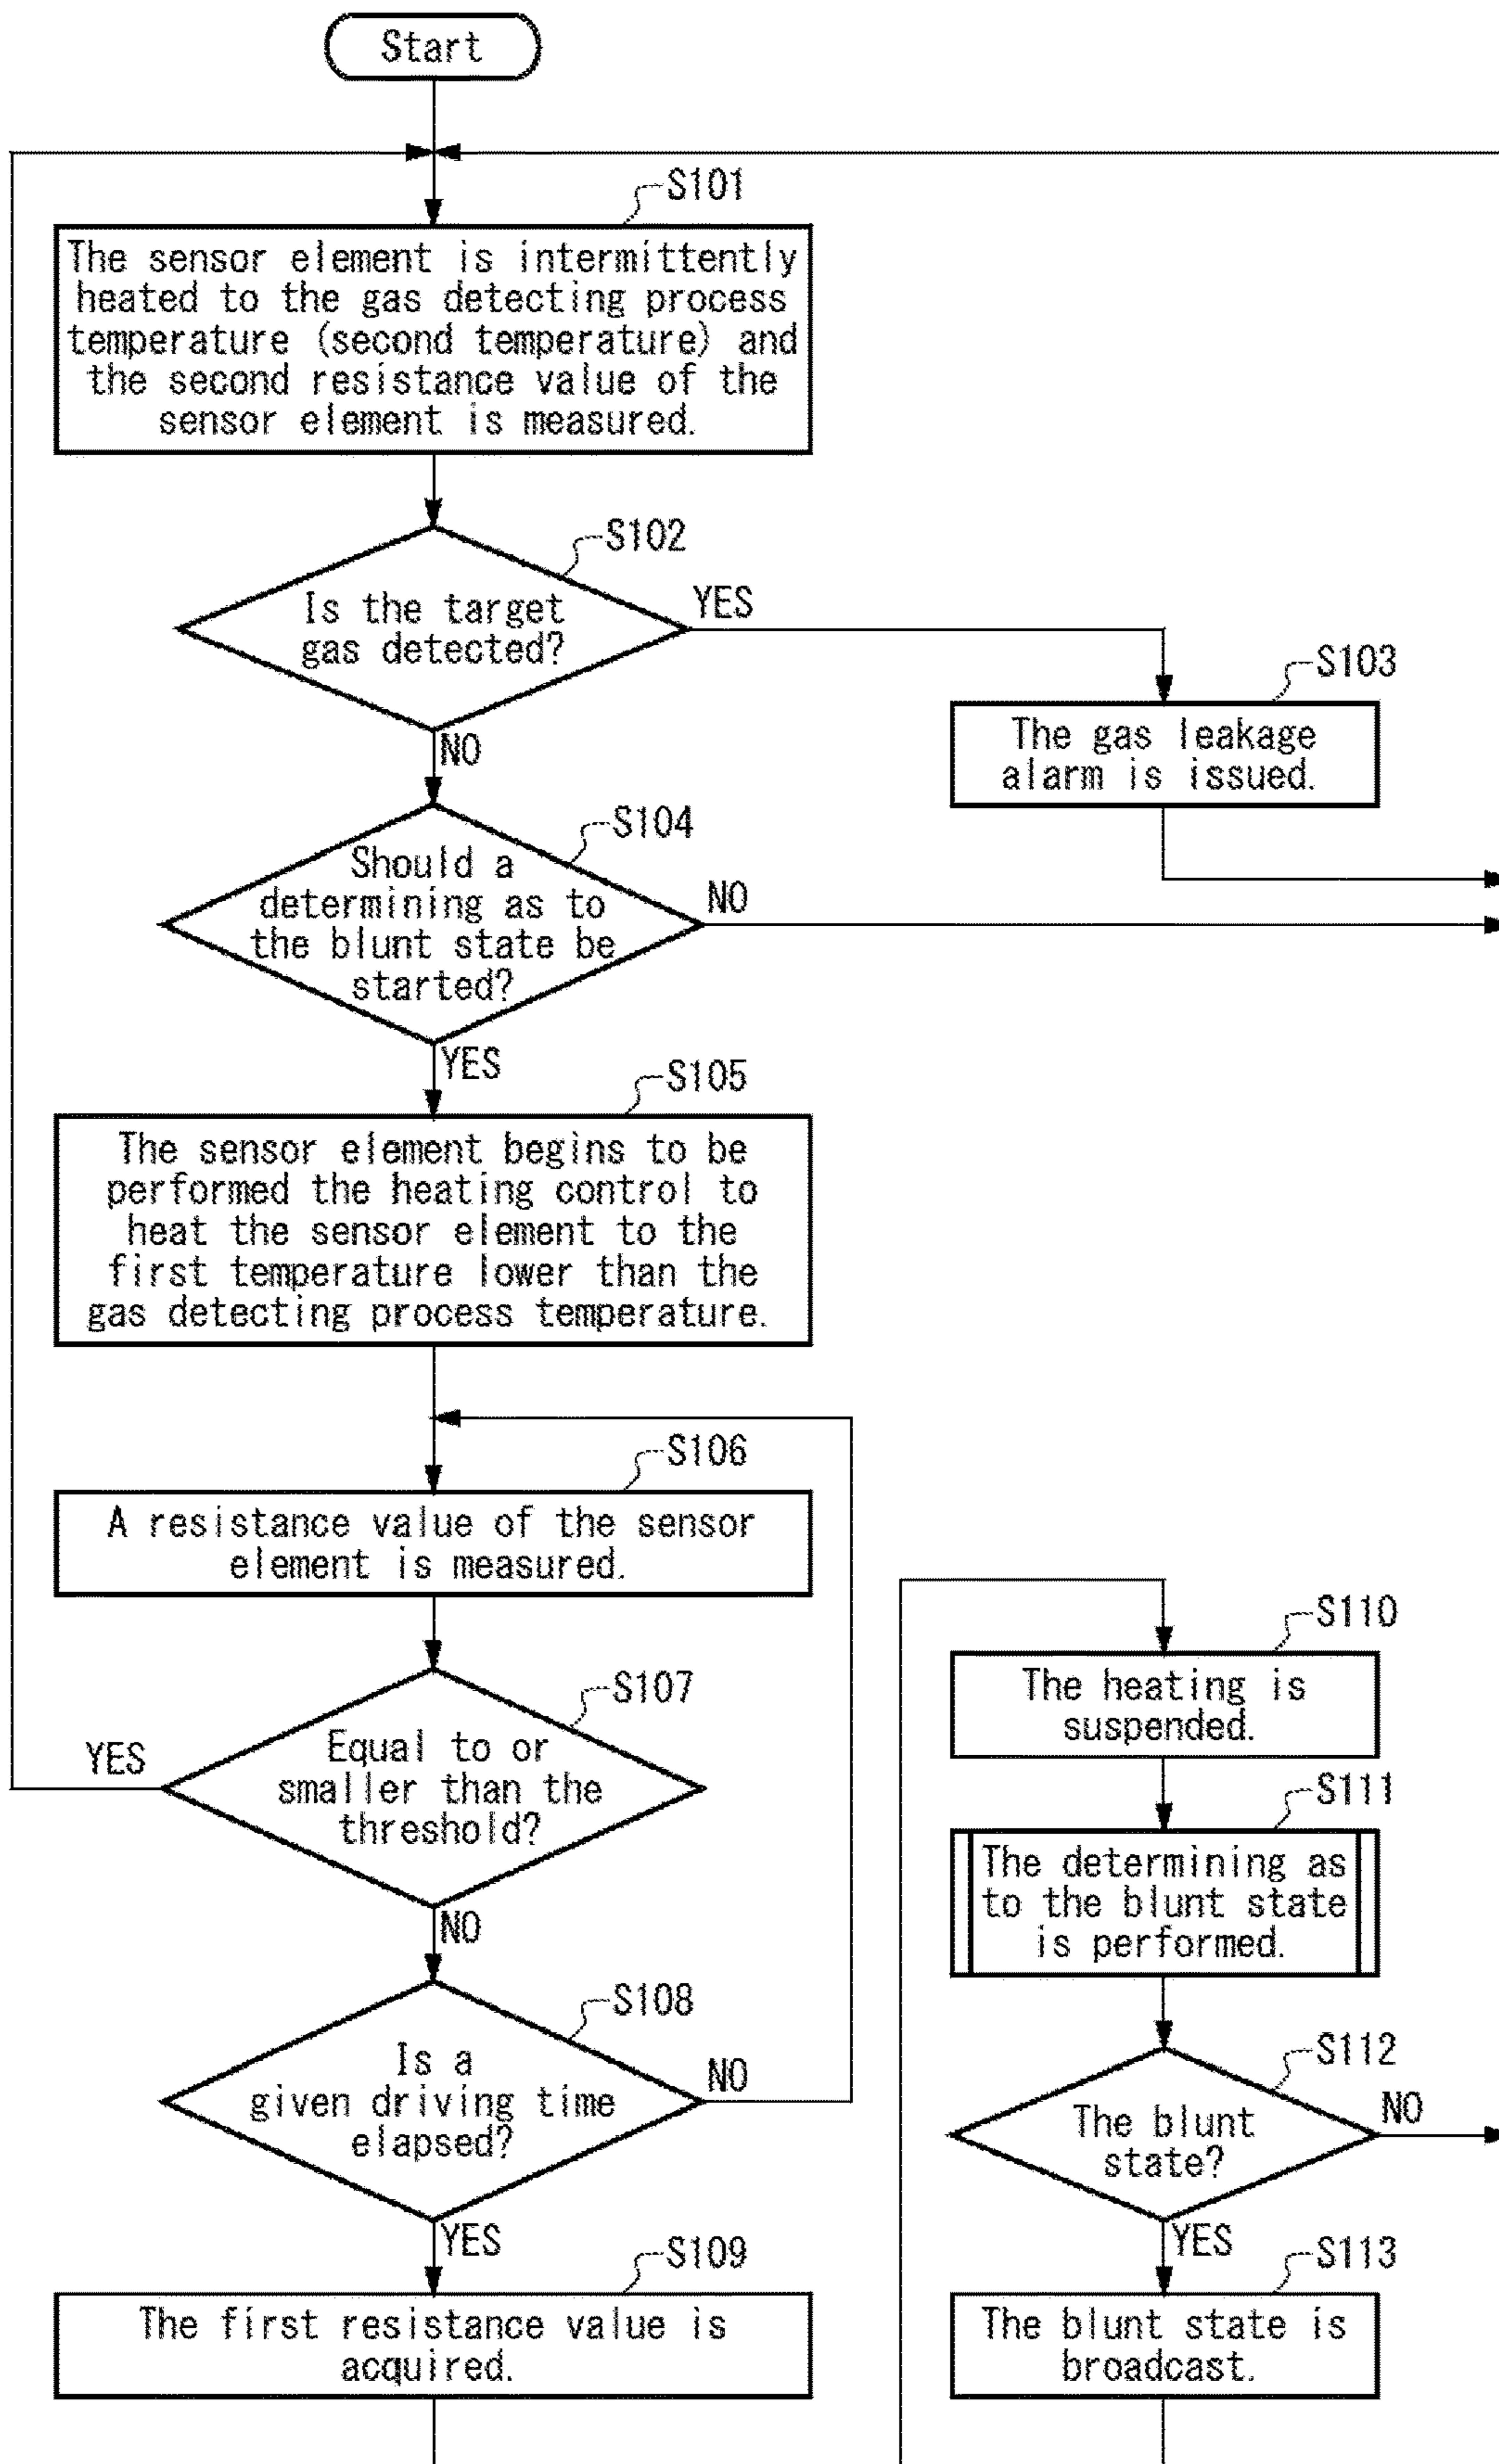 Start
S101
The sensor element is intermittently
heated to the gas detecting process
temperature (second temperature) and
the second resistance value of the
sensor element is measured.
S102
Is the target
gas detected?
YES
NO
S103
The gas leakage
alarm is issued.
S104
Should a
determining as to
the blunt state be
started?
NO
YES
S105
The sensor element begins to be
performed the heating control to
heat the sensor element to the
first temperature lower than the
gas detecting process temperature.
S106
A resistance value of the sensor
element is measured.
S107
Equal to or
smaller than the
threshold?
YES
NO
S108
Is a
given driving time
elapsed?
NO
YES
S109
The first resistance value is
acquired.
S110
The heating is
suspended.
S111
The determining as
to the blunt state
is performed.
S112
The blunt
state?
NO
YES
S113
The blunt state is
broadcast.